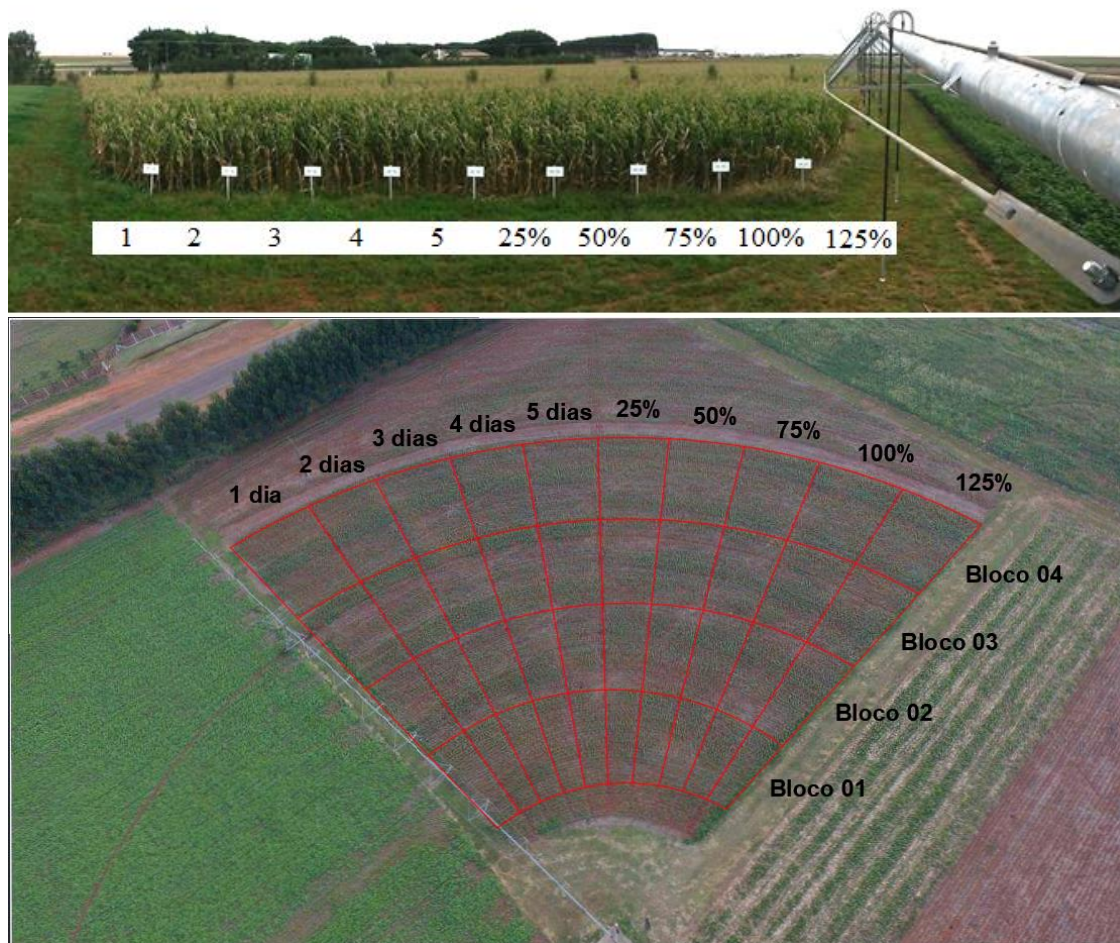 1 2 3 4 5 25% 50% 75% 100% 125%
1 dia 2 dias 3 dias 4 dias 5 dias 25% 50% 75% 100% 125%
Bloco 04
Bloco 03
Bloco 02
Bloco 01